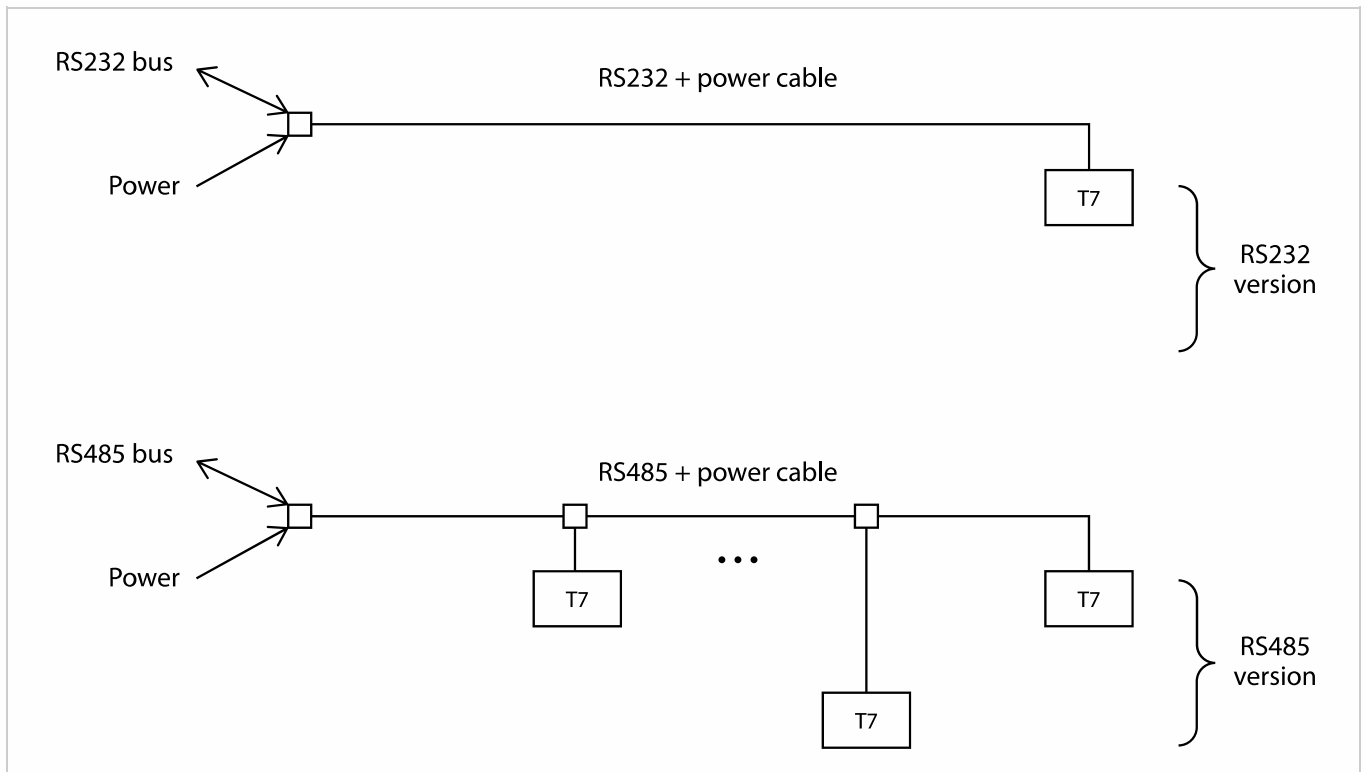 RS232 bus
RS232 + power cable
Power
T7
RS232
version
RS485 bus
RS485 + power cable
Power
T7
...
T7
RS485
version
T7